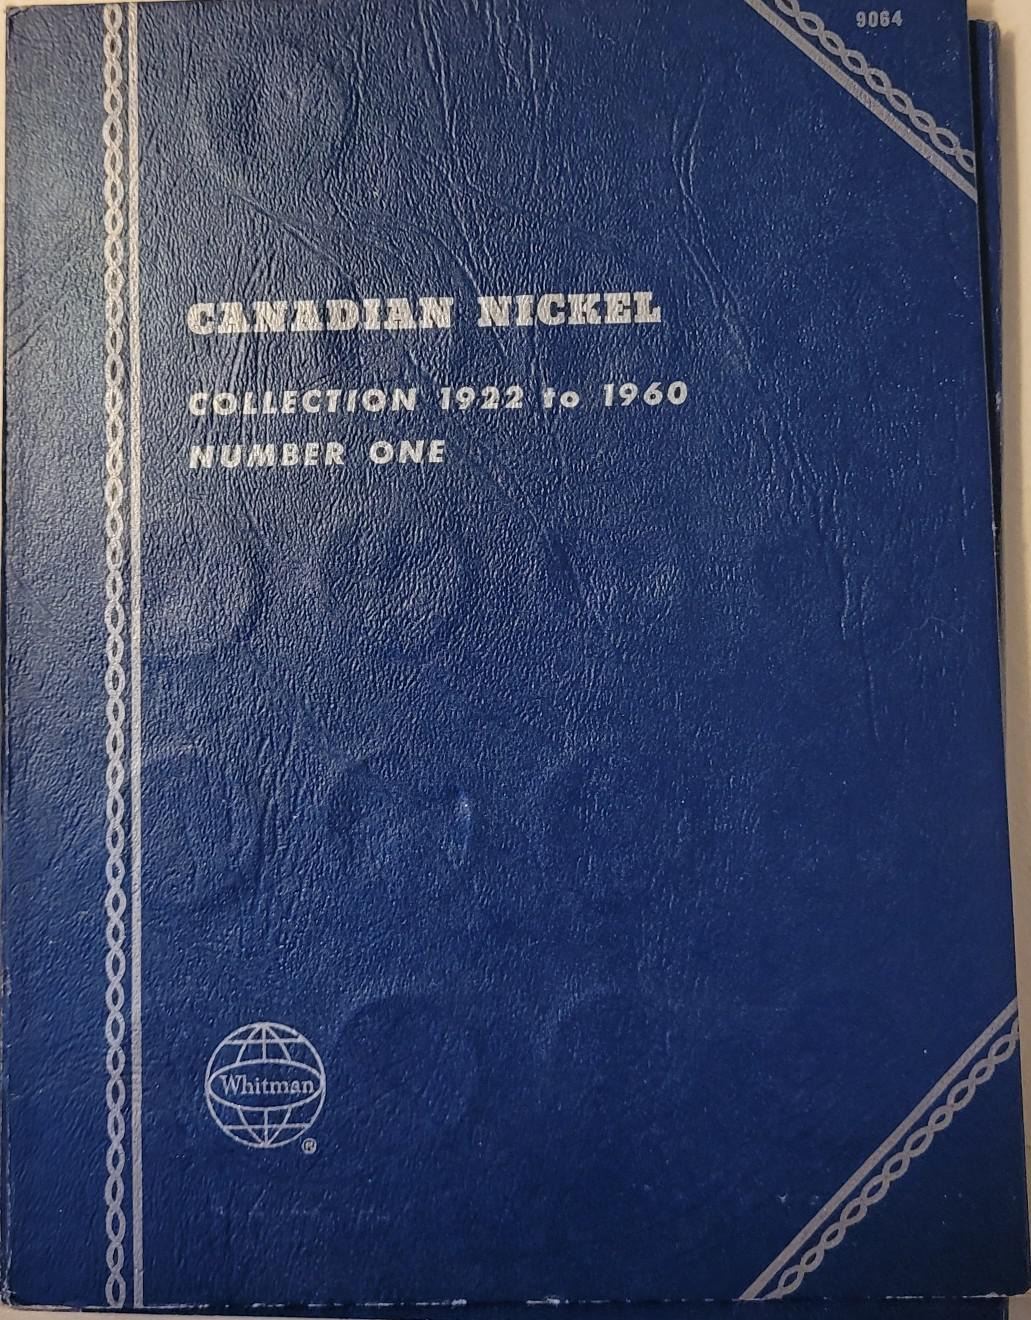 9064
CANADIAN NICKEL
COLLECTION 1922 to 1960
NUMBER ONE
Whitman
®